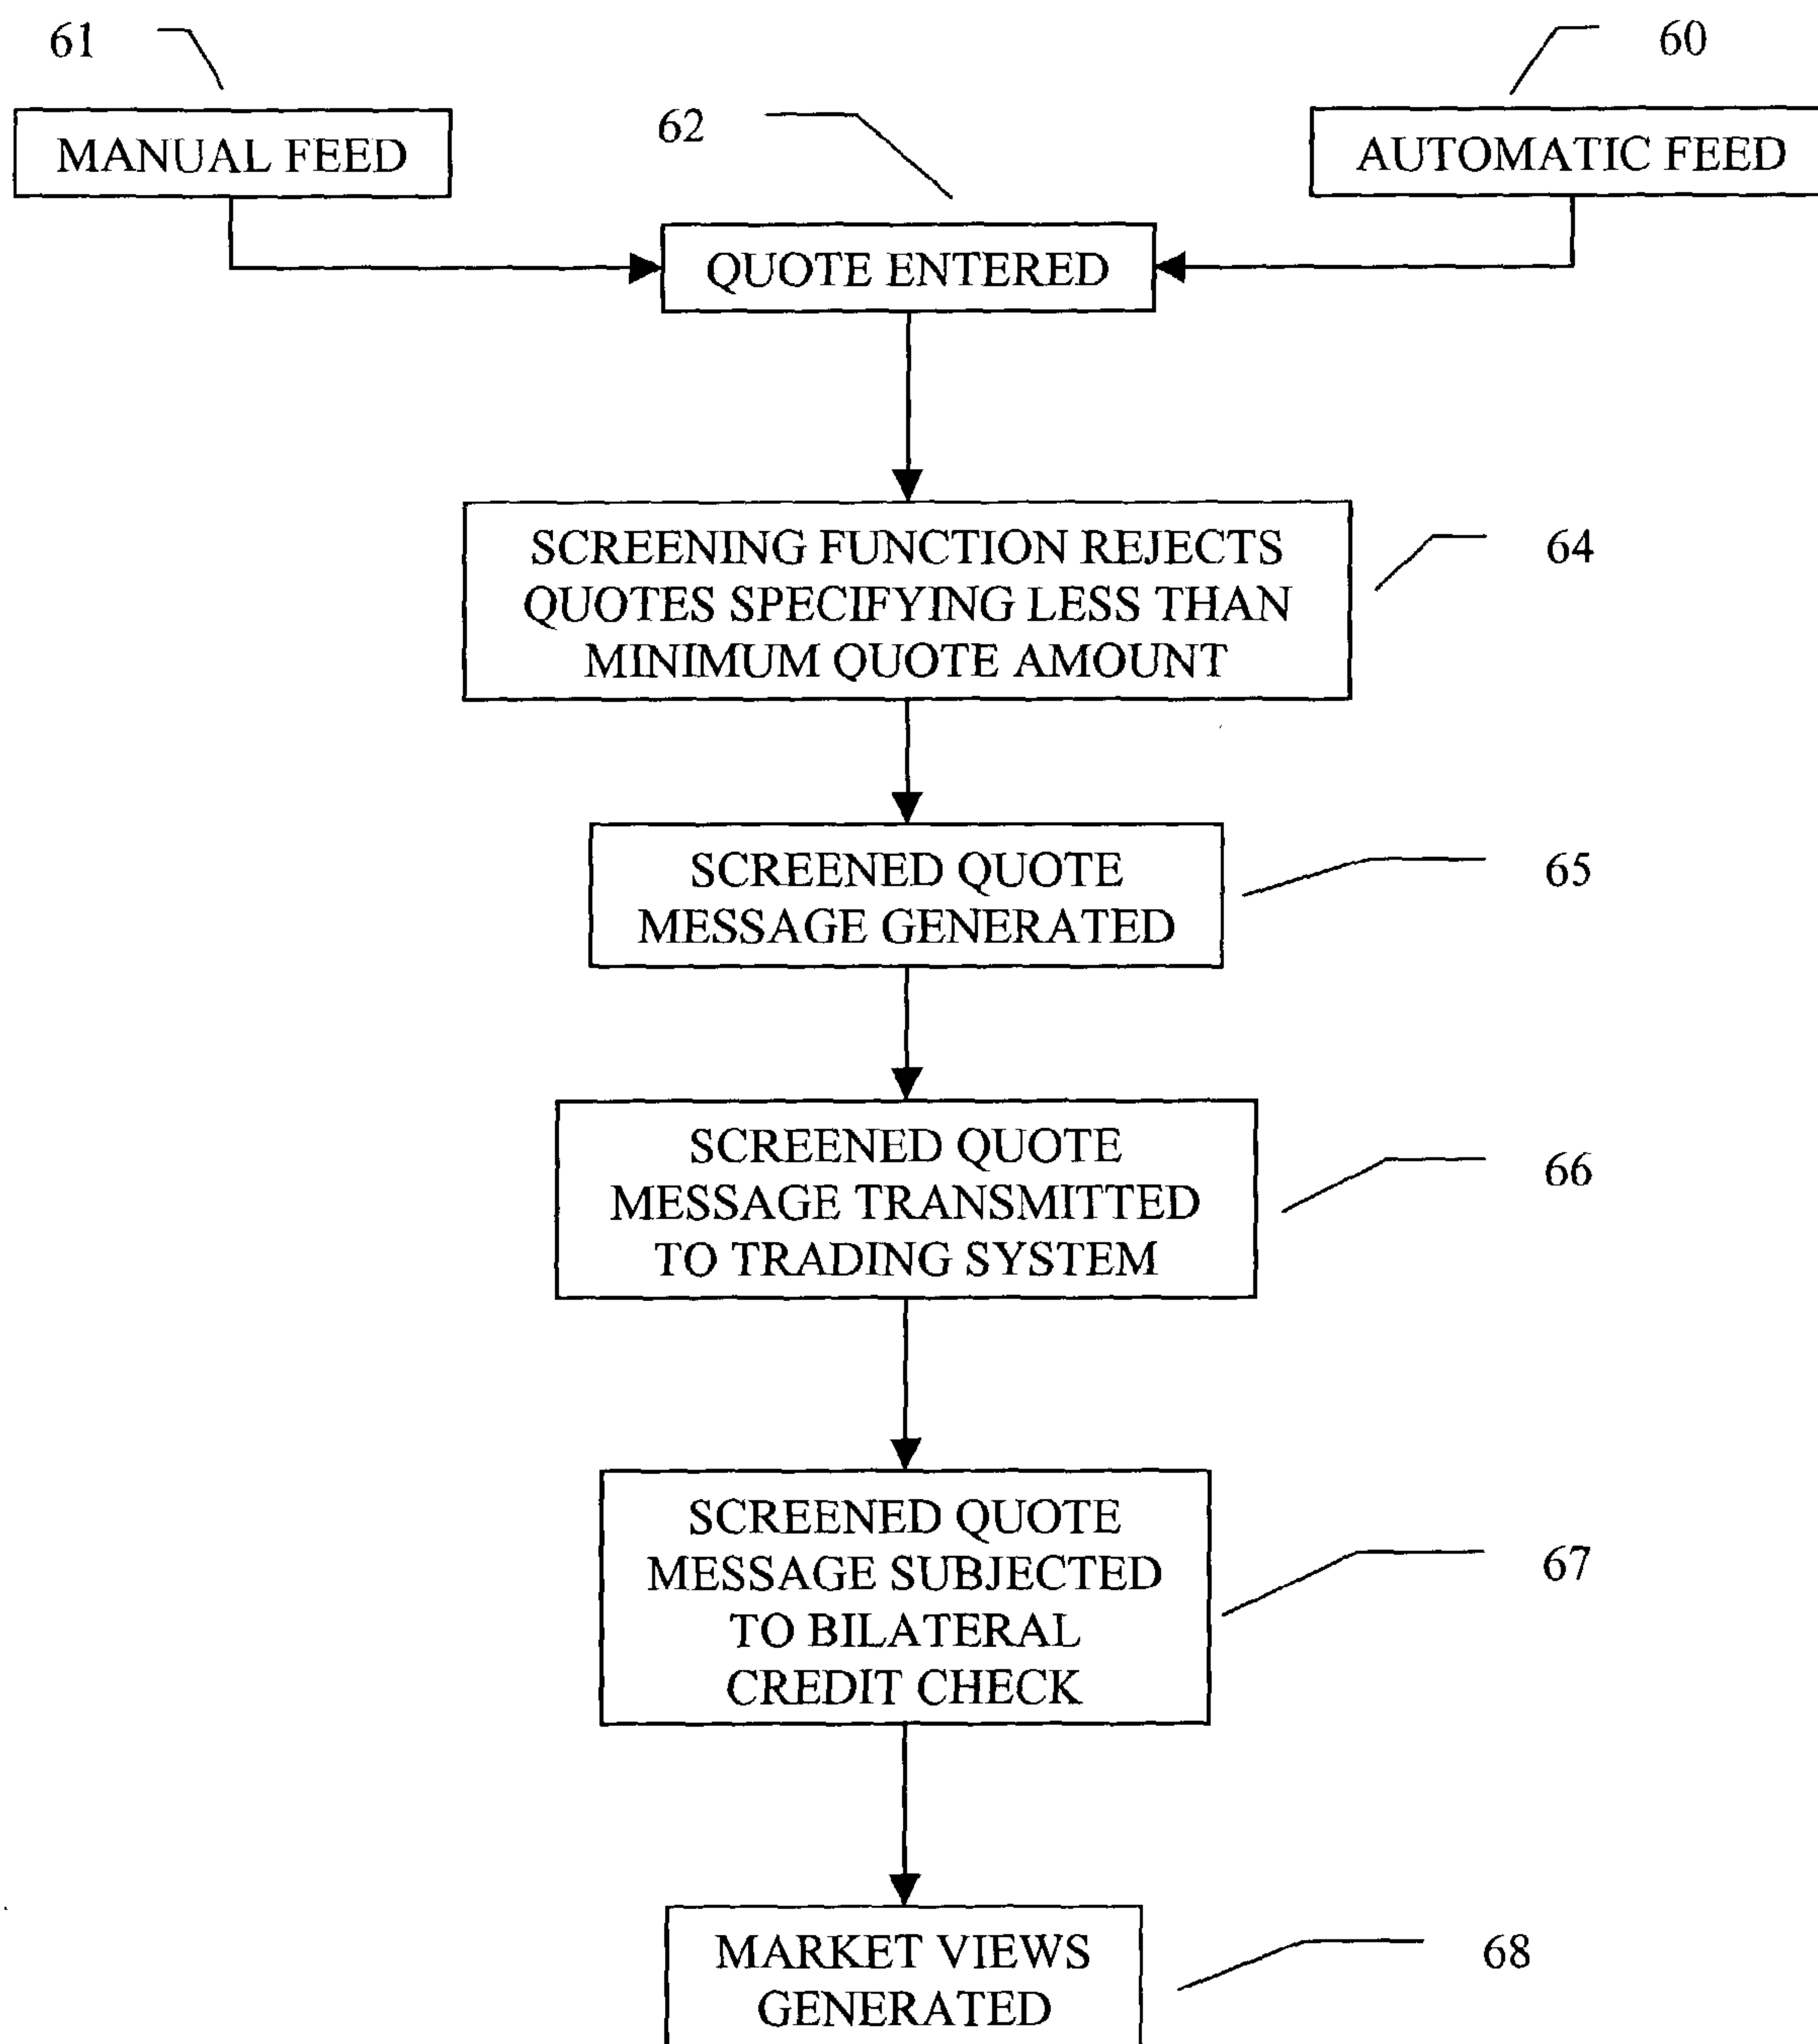 61
60
62
MANUAL FEED
AUTOMATIC FEED
QUOTE ENTERED
SCREENING FUNCTION REJECTS
QUOTES SPECIFYING LESS THAN
MINIMUM QUOTE AMOUNT
64
SCREENED QUOTE
MESSAGE GENERATED
65
SCREENED QUOTE
MESSAGE TRANSMITTED
TO TRADING SYSTEM
66
SCREENED QUOTE
MESSAGE SUBJECTED
TO BILATERAL
CREDIT CHECK
67
MARKET VIEWS
GENERATED
68